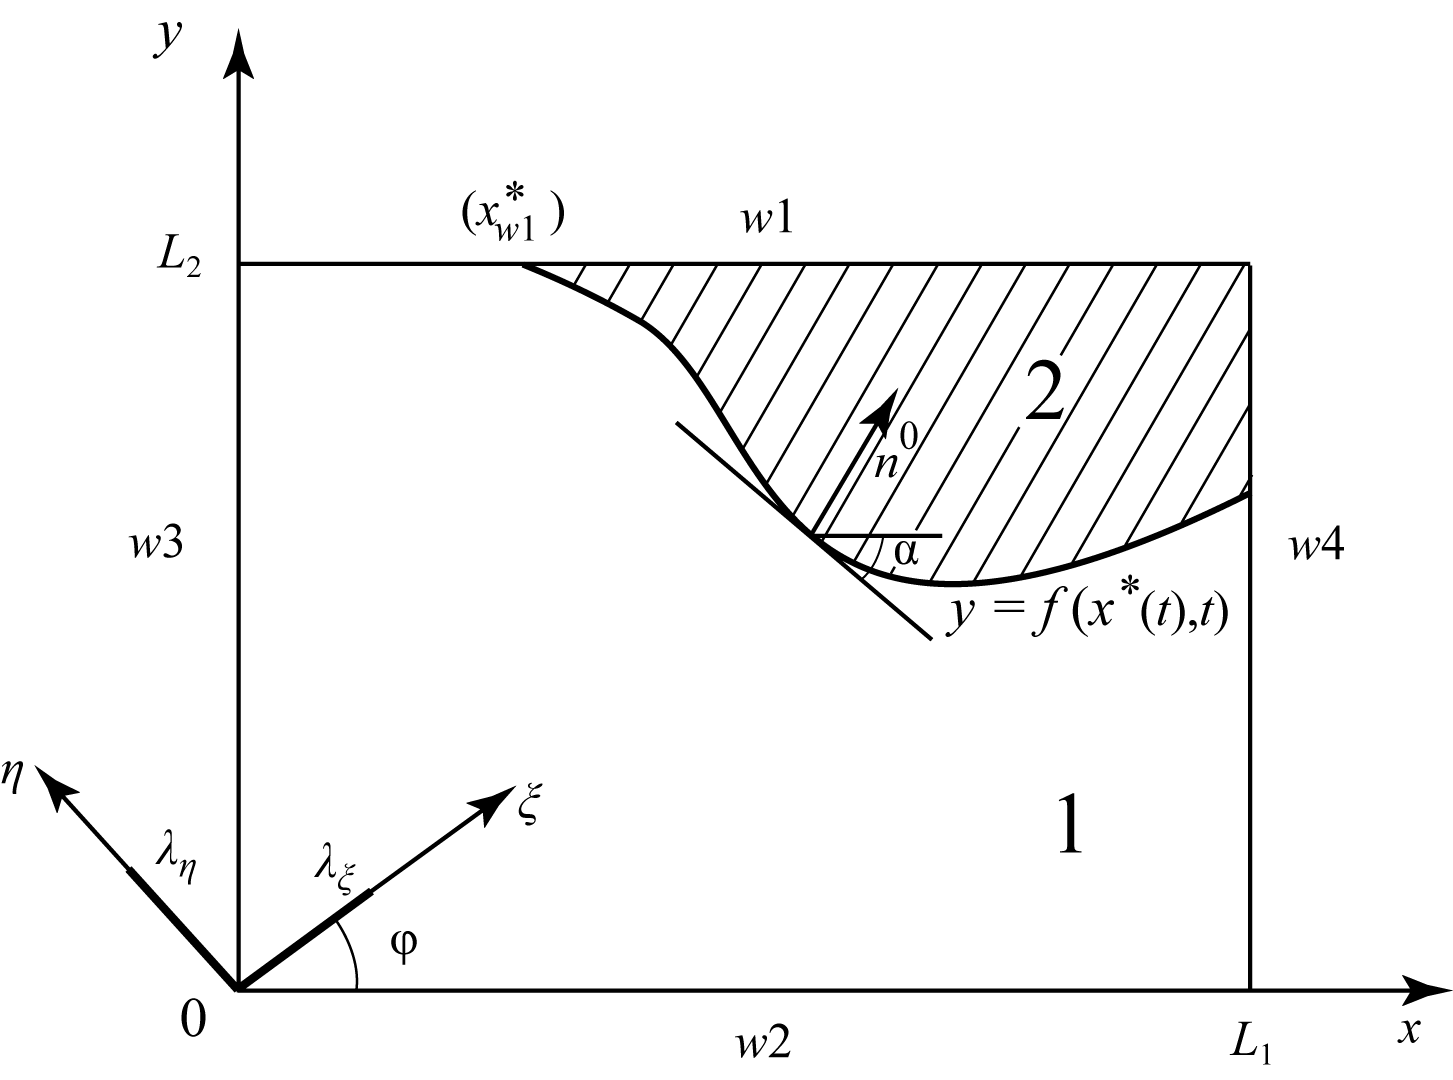 y
(x*w1)
w1
L2
2
n0
w3
α
w4
y = f(x*(t),t)
η
ξ
λη
λξ
1
φ
0
w2
L1
x